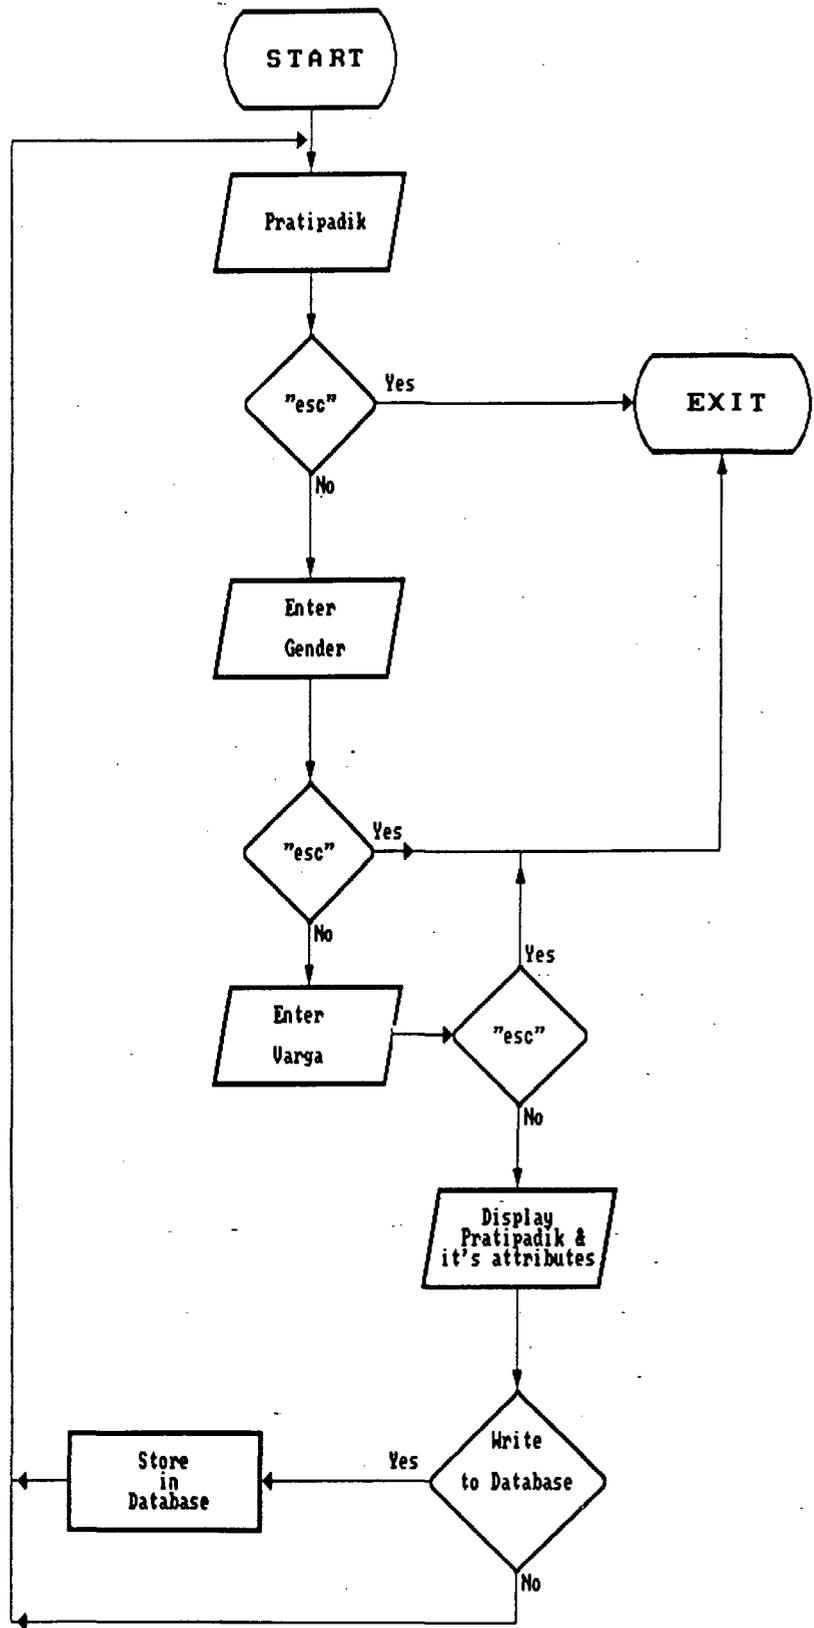 START
Pratipadik
"esc"
Yes
EXIT
No
Enter
Gender
"esc"
Yes
No
Enter
Varga
Yes
"esc"
No
Display
Pratipadik &
it's attributes
Write
to Database
Yes
Store
in
Database
No